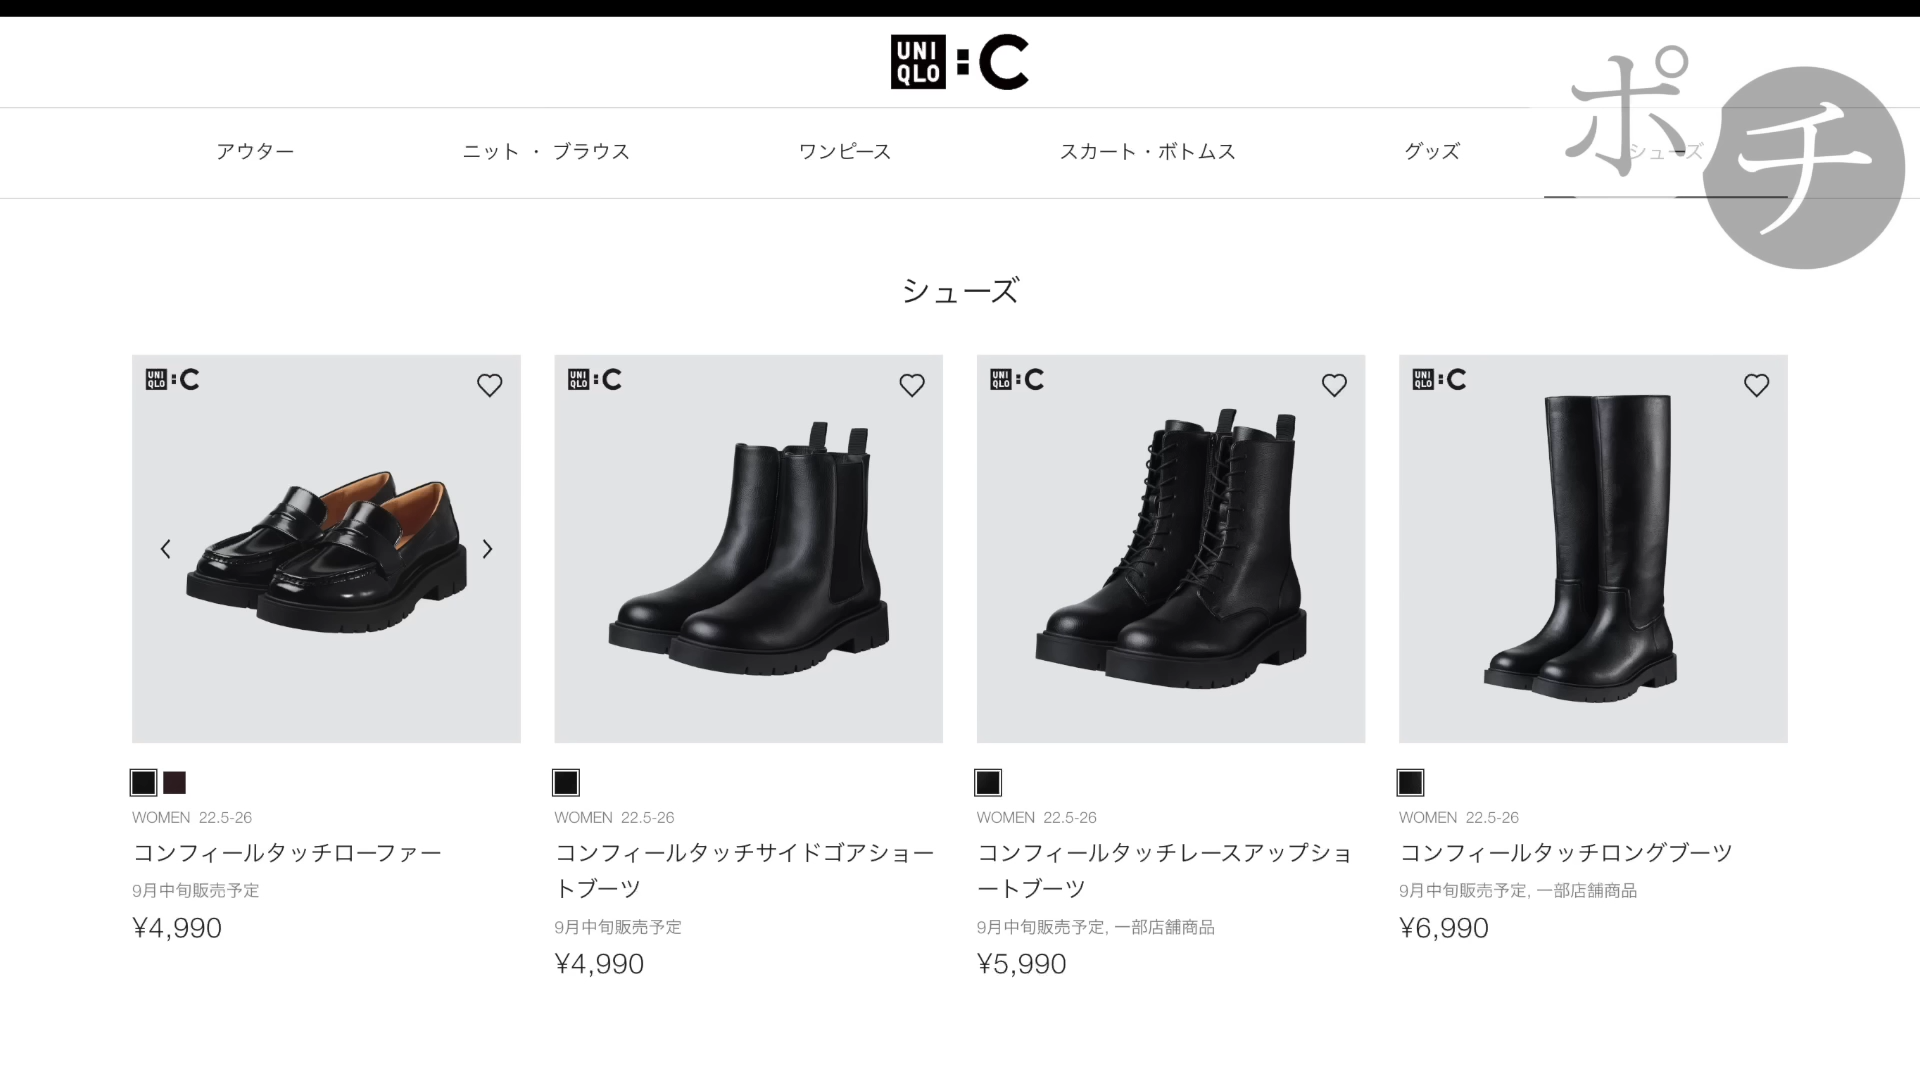 UNI
QLO : C
ポチ
アウター
ニット ・ ブラウス
ワンピース
スカート・ボトムス
グッズ
シューズ
シューズ
UNI
QLO : C
UNI
QLO : C
UNI
QLO : C
UNI
QLO : C
WOMEN 22.5-26
コンフィールタッチローファー
9月中旬販売予定
¥4,990
WOMEN 22.5-26
コンフィールタッチサイドゴアショー
トブーツ
9月中旬販売予定
¥4,990
WOMEN 22.5-26
コンフィールタッチレースアップショ
ートブーツ
9月中旬販売予定, 一部店舗商品
¥5,990
WOMEN 22.5-26
コンフィールタッチロングブーツ
9月中旬販売予定, 一部店舗商品
¥6,990